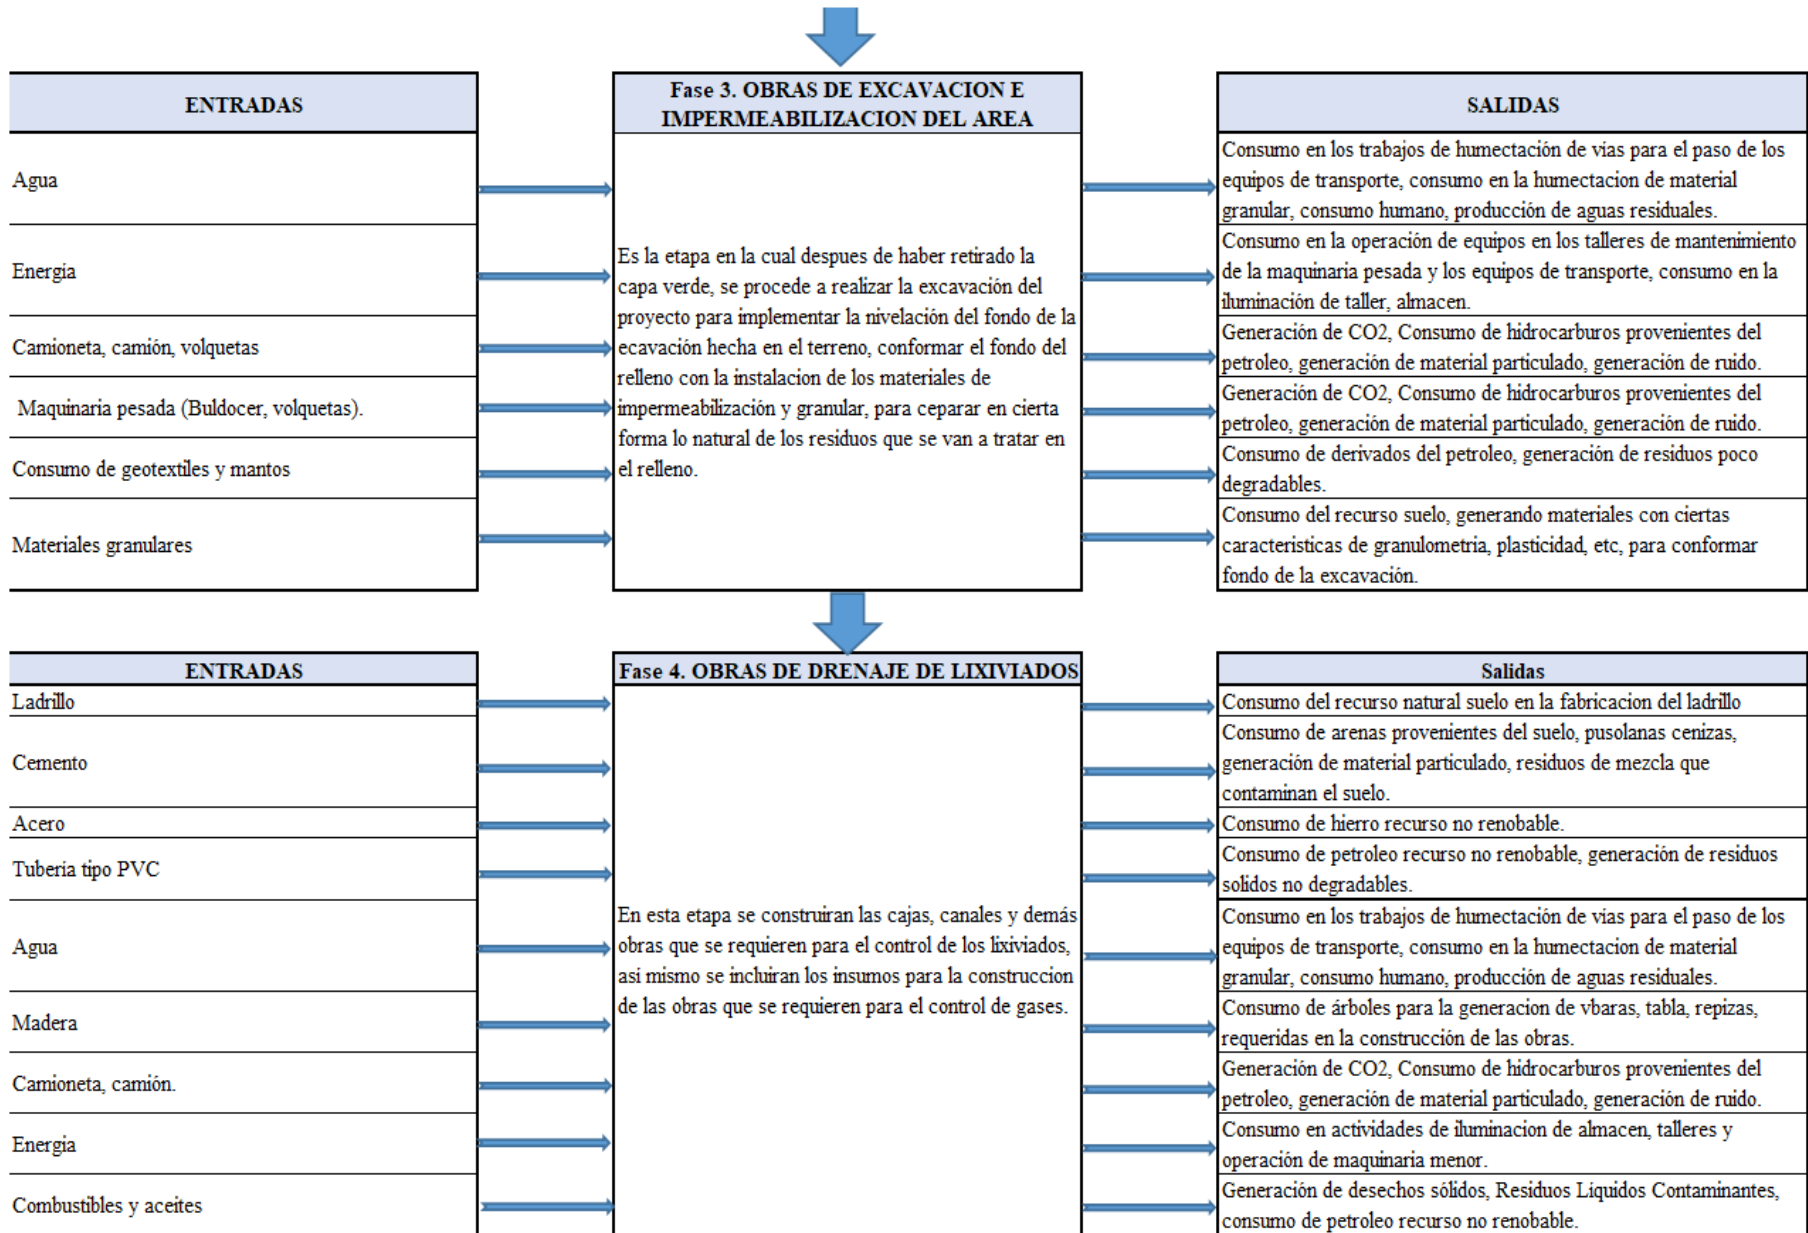 ENTRADAS
Fase 3. OBRAS DE EXCAVACION E
IMPERMEABILIZACION DEL AREA
SALIDAS
Agua
Energía
Camioneta, camión, volquetas
Maquinaria pesada (Buldocer, volquetas).
Consumo de geotextiles y mantos
Materiales granulares
Es la etapa en la cual despues de haber retirado la
capa verde, se procede a realizar la excavación del
proyecto para implementar la nivelación del fondo de la
ecavación hecha en el terreno, conformar el fondo del
relleno con la instalacion de los materiales de
impermeabilización y granular, para ceparar en cierta
forma lo natural de los residuos que se van a tratar en
el relleno.
Consumo en los trabajos de humectación de vías para el paso de los
equipos de transporte, consumo en la humectacion de material
granular, consumo humano, producción de aguas residuales.
Consumo en la operación de equipos en los talleres de mantenimiento
de la maquinaria pesada y los equipos de transporte, consumo en la
iluminación de taller, almacen.
Generación de CO2, Consumo de hidrocarburos provenientes del
petroleo, generación de material particulado, generación de ruido.
Generación de CO2, Consumo de hidrocarburos provenientes del
petroleo, generación de material particulado, generación de ruido.
Consumo de derivados del petroleo, generación de residuos poco
degradables.
Consumo del recurso suelo, generando materiales con ciertas
caracteristicas de granulometria, plasticidad, etc, para conformar
fondo de la excavación.
ENTRADAS
Fase 4. OBRAS DE DRENAJE DE LIXIVIADOS
Salidas
Ladrillo
Cemento
Acero
Tubería tipo PVC
Agua
Madera
Camioneta, camión.
Energia
Combustibles y aceites
En esta etapa se construiran las cajas, canales y demás
obras que se requieren para el control de los lixiviados,
así mismo se incluiran los insumos para la construccion
de las obras que se requieren para el control de gases.
Consumo del recurso natural suelo en la fabricacion del ladrillo
Consumo de arenas provenientes del suelo, pusolanas cenizas,
generación de material particulado, residuos de mezcla que
contaminan el suelo.
Consumo de hierro recurso no renobable.
Consumo de petroleo recurso no renobable, generación de residuos
solidos no degradables.
Consumo en los trabajos de humectación de vías para el paso de los
equipos de transporte, consumo en la humectacion de material
granular, consumo humano, producción de aguas residuales.
Consumo de árboles para la generacion de vbaras, tabla, repizas,
requeridas en la construcción de las obras.
Generación de CO2, Consumo de hidrocarburos provenientes del
petroleo, generación de material particulado, generación de ruido.
Consumo en actividades de iluminacion de almacen, talleres y
operación de maquinaria menor.
Generación de desechos sólidos, Residuos Liquidos Contaminantes,
consumo de petroleo recurso no renobable.